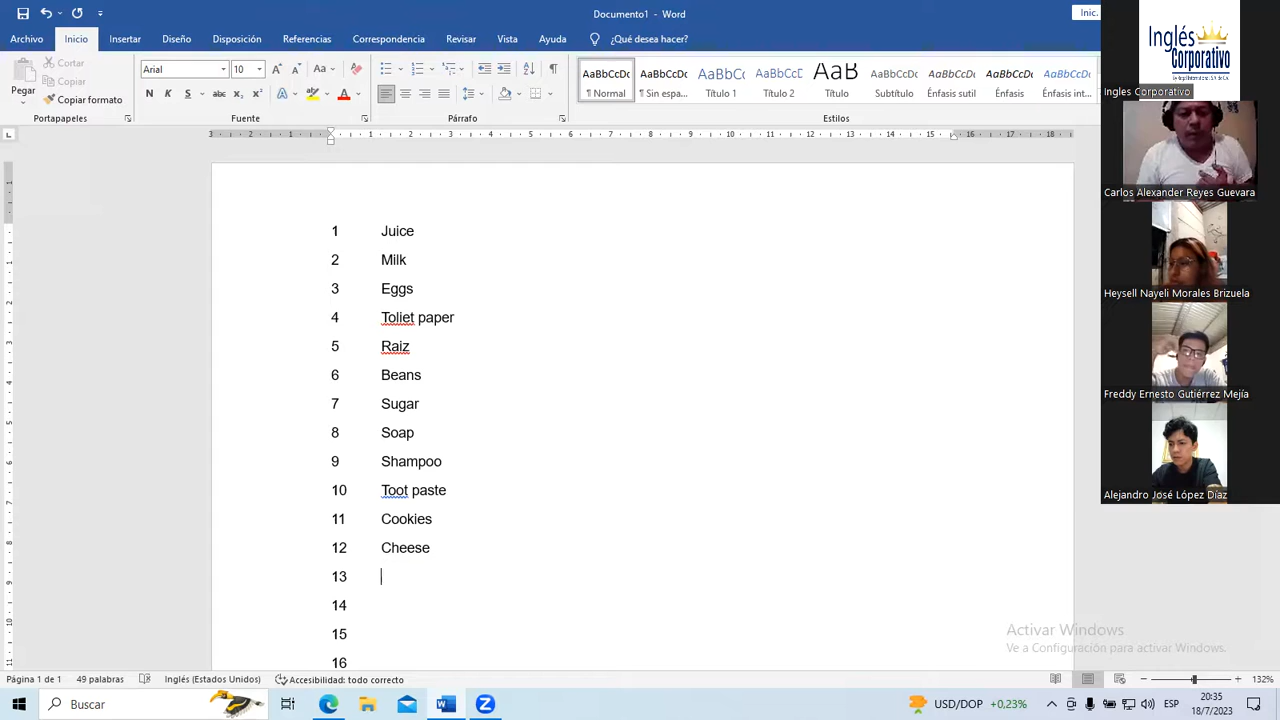 Documento1 - Word
Inic.
Archivo Inicio Insertar Diseño Disposición Referencias Correspondencia Revisar Vista Ayuda ¿Qué desea hacer?
Pegar
Cortar
Copiar
Copiar formato
Portapapeles
Arial 10
Fuente
Párrafo
AaBbCcDc ¶ Normal
AaBbCcDc ¶ Sin espa...
AaBbCc Título 1
AaBbCcD Título 2
AaB Título
AaBbCcD Subtítulo
AaBbCcDc Énfasis sutil
AaBbCcDc Énfasis
AaBbCcDc Énfasis int...
Estilos
1 Juice
2 Milk
3 Eggs
4 Toliet paper
5 Raiz
6 Beans
7 Sugar
8 Soap
9 Shampoo
10 Toot paste
11 Cookies
12 Cheese
13
14
15
16
Inglés Corporativo
Ingles Corporativo
Carlos Alexander Reyes Guevara
Heysell Nayeli Morales Brizuela
Freddy Ernesto Gutiérrez Mejía
Alejandro José López Díaz
Activar Windows
Ve a Configuración para activar Windows.
Página 1 de 1 49 palabras Inglés (Estados Unidos) Accesibilidad: todo correcto 132%
Buscar
USD/DOP +0,23% ESP 20:35
18/7/2023